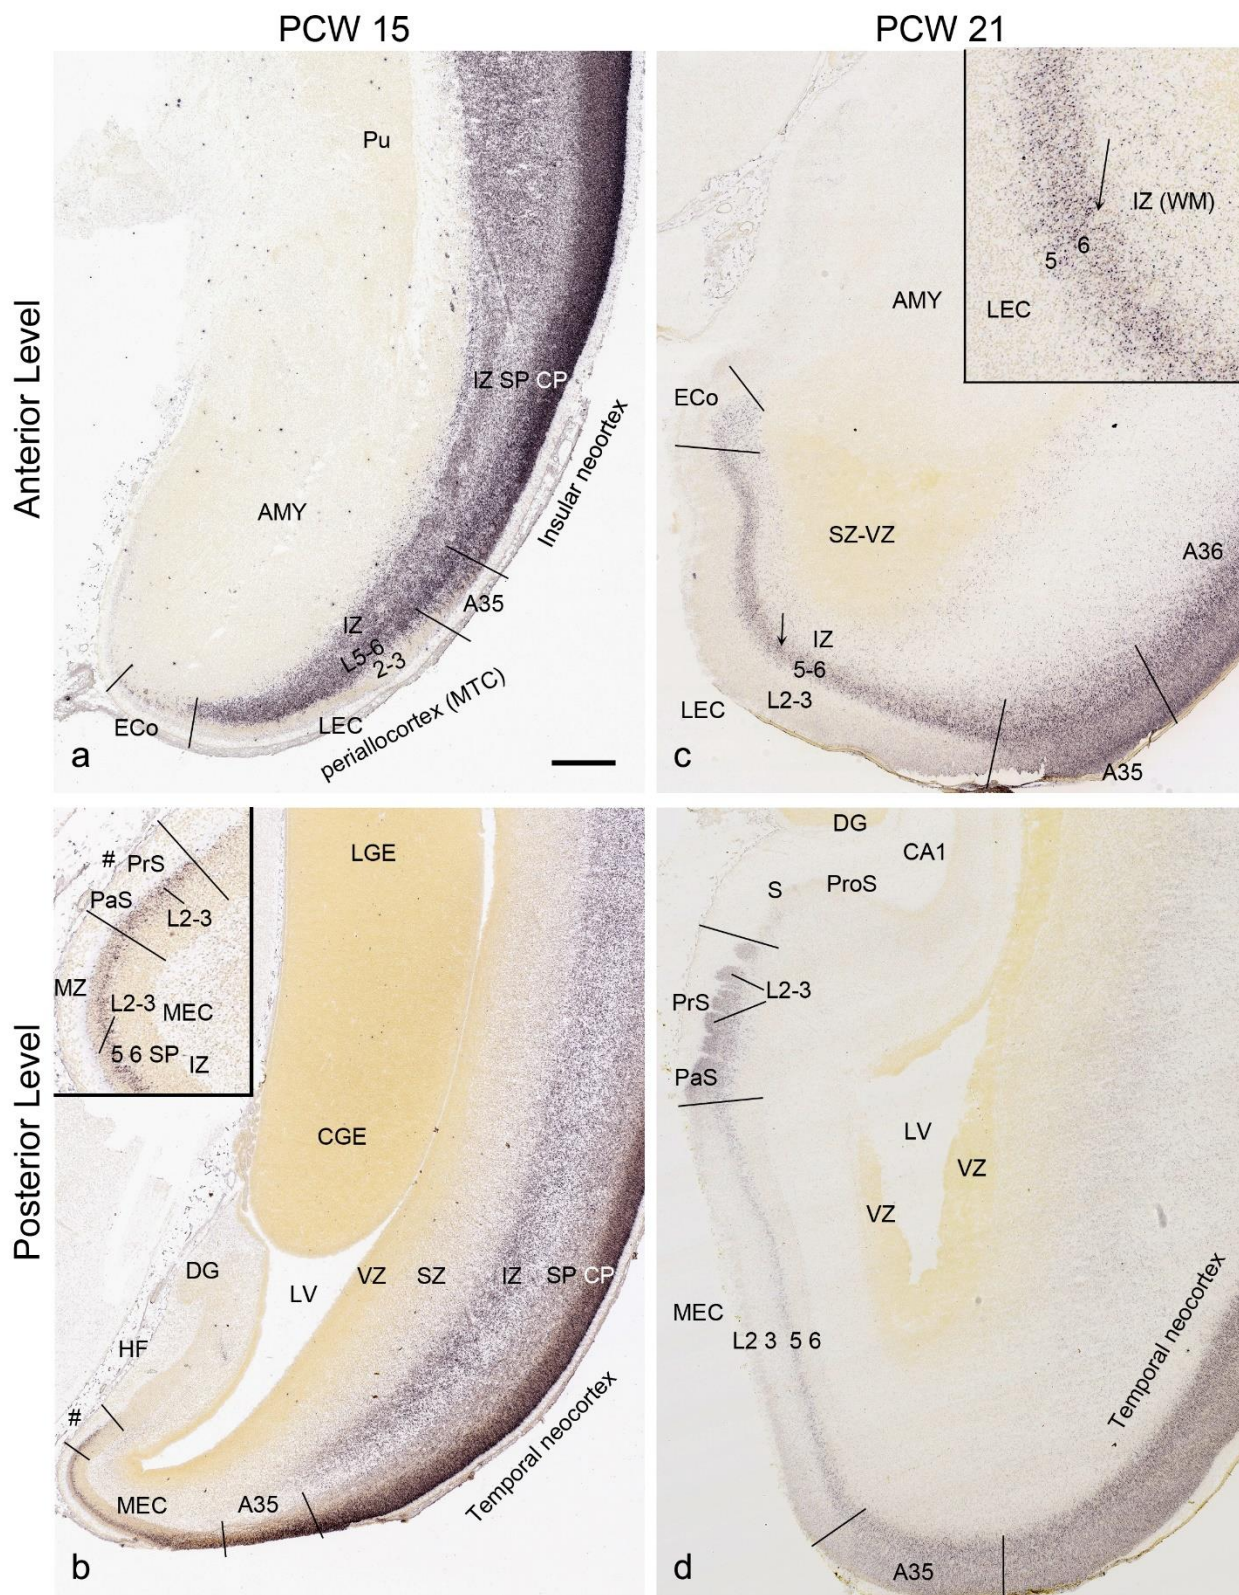 PCW 15
PCW 21
Anterior Level
Posterior Level
Pu
IZ SP CP
Insular neoortex
AMY
A35
IZ
L5-6
2-3
LEC
ECo
periallocortex (MTC)
a
IZ (WM)
6
5
LEC
AMY
ECo
SZ-VZ
A36
IZ
5-6
L2-3
LEC
A35
c
#
PrS
PaS
L2-3
MZ
L2-3
MEC
5 6 SP
IZ
LGE
CGE
DG
LV
VZ
SZ
IZ
SP
CP
HF
#
MEC
A35
Temporal neocortex
b
DG
CA1
ProS
S
L2-3
PrS
PaS
LV
VZ
VZ
MEC
L2 3 5 6
Temporal neocortex
A35
d